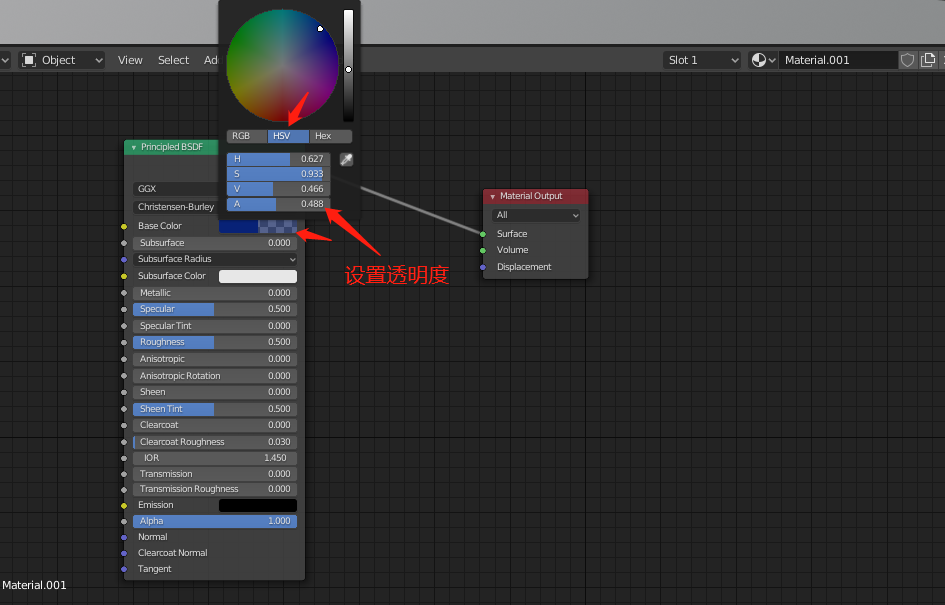 Object
View
Select
Ad
Slot 1
Material.001
RGB
HSV
Hex
H 0.627
S 0.933
V 0.466
A 0.488
设置透明度
Principled BSDF
GGX
Christensen-Burley
Base Color
Subsurface 0.000
Subsurface Radius
Subsurface Color
Metallic 0.000
Specular 0.500
Specular Tint 0.000
Roughness 0.500
Anisotropic 0.000
Anisotropic Rotation 0.000
Sheen 0.000
Sheen Tint 0.500
Clearcoat 0.000
Clearcoat Roughness 0.030
IOR 1.450
Transmission 0.000
Transmission Roughness 0.000
Emission
Alpha 1.000
Normal
Clearcoat Normal
Tangent
Material Output
All
Surface
Volume
Displacement
Material.001